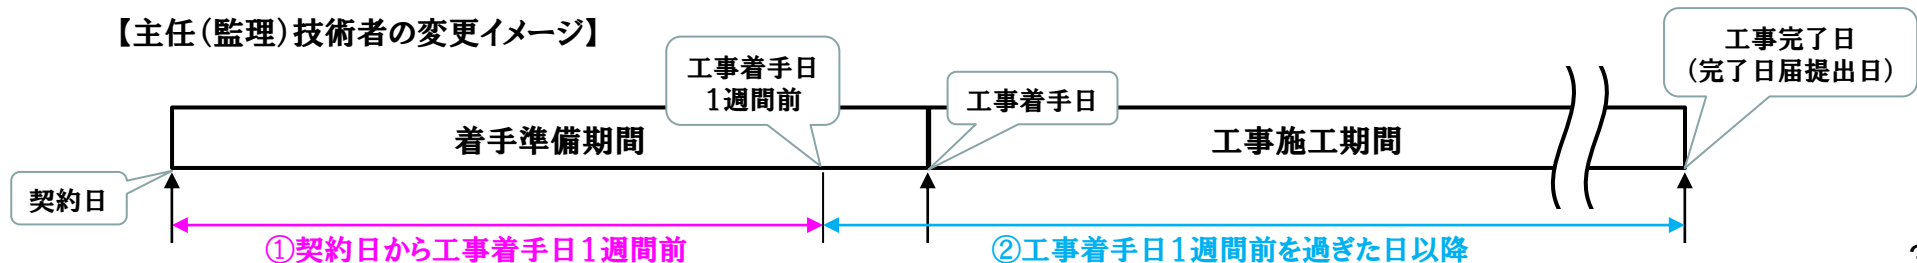 【主任（監理）技術者の変更イメージ】
工事着手日
1週間前
工事着手日
工事完了日
（完了日届提出日）
着手準備期間
工事施工期間
契約日
①契約日から工事着手日1週間前
②工事着手日1週間前を過ぎた日以降